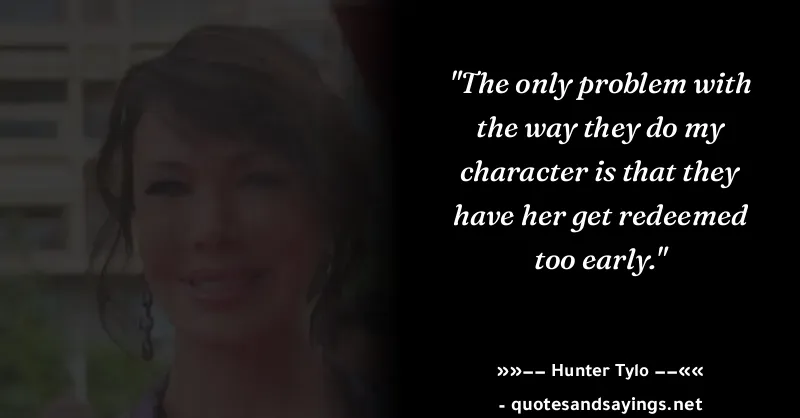 "The only problem with
the way they do my
character is that they
have her get redeemed
too early."
»»−− Hunter Tylo −−««
- quotesandsayings.net